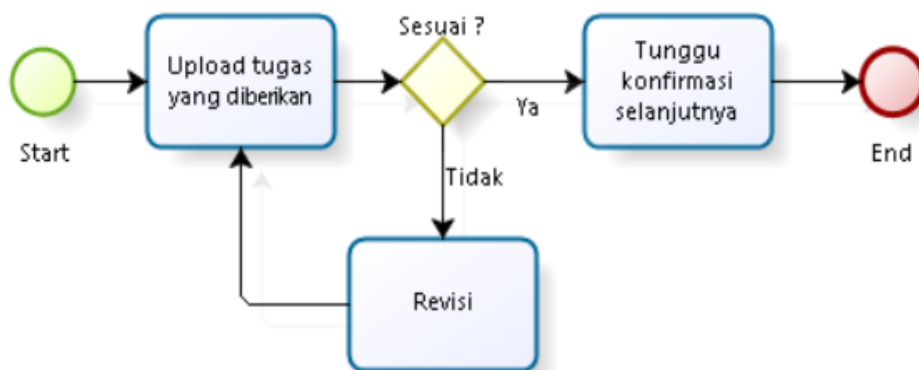 Start
Upload tugas
yang diberikan
Sesuai ?
Ya
Tunggu
konfirmasi
selanjutnya
End
Tidak
Revisi